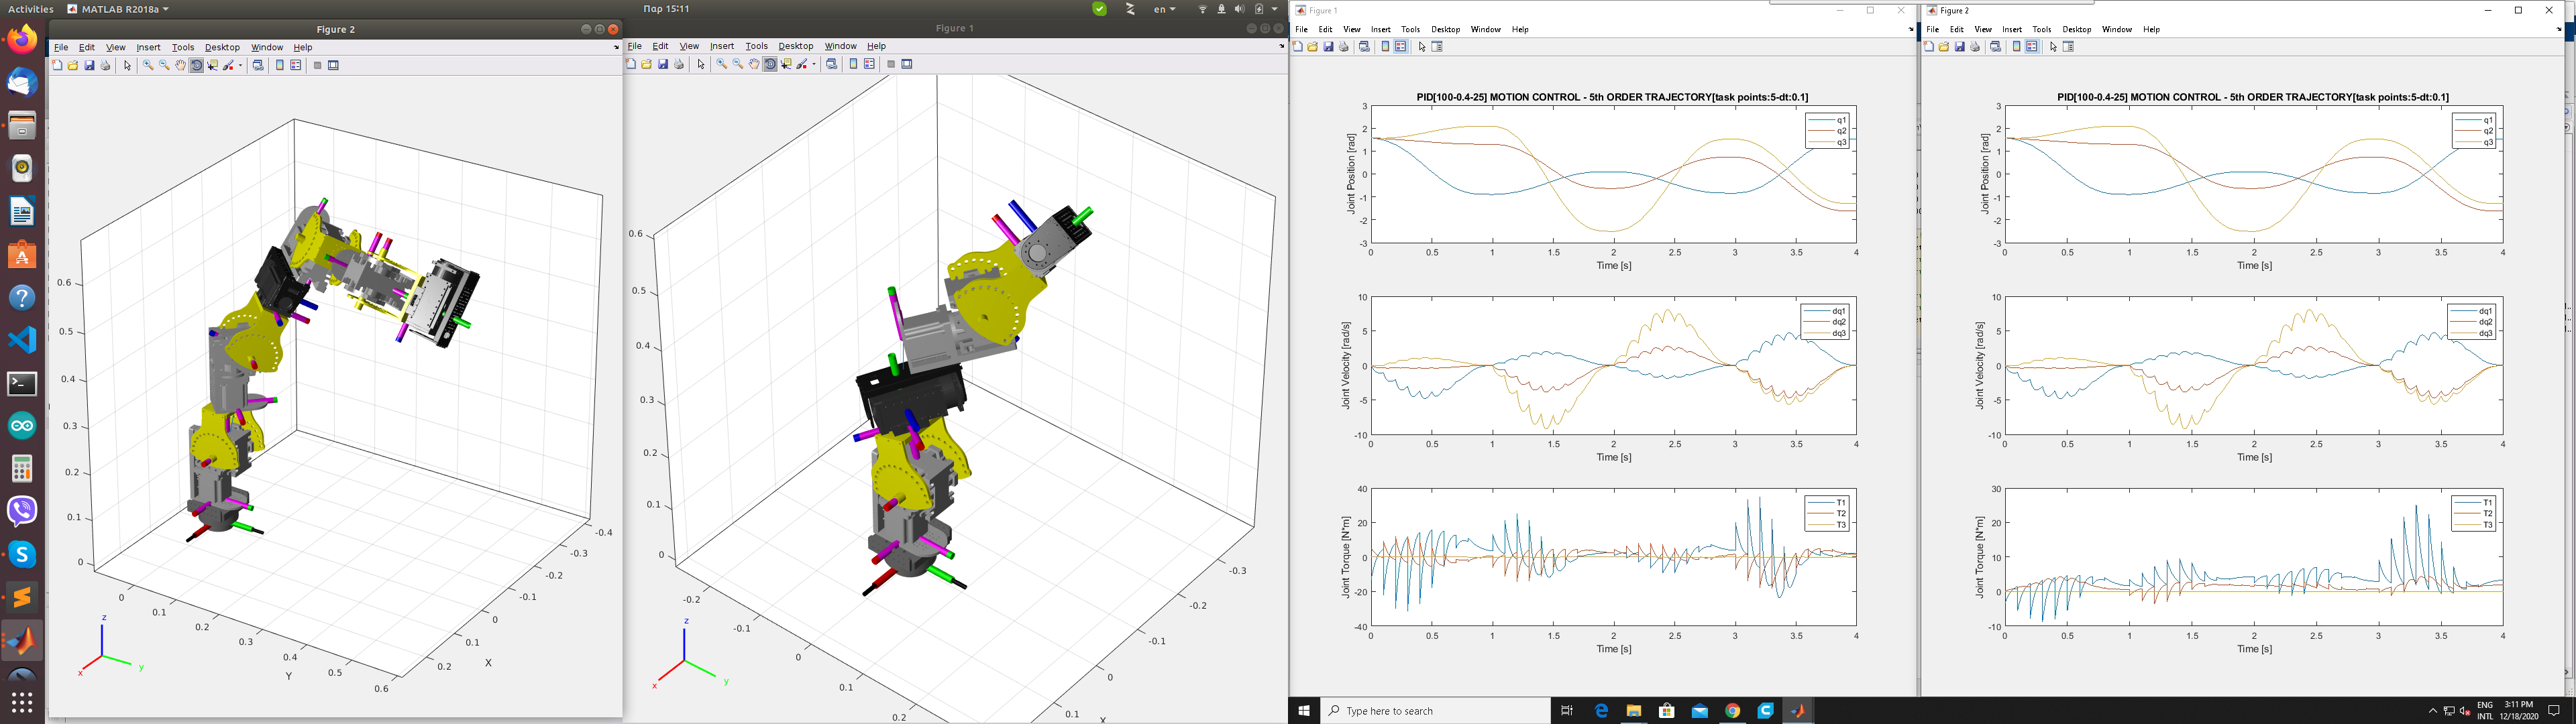 Activities MATLAB R2018a Παρ 15:11 en
Figure 2
File Edit View Insert Tools Desktop Window Help
0.6
0.5
0.4
0.3
0.2
0.1
0
0 0.1 0.2 0.3 0.4 0.5 0.6
Y
0.2 0.1 0 -0.1 -0.2 -0.3 -0.4
X
z
x
y
Figure 1
File Edit View Insert Tools Desktop Window Help
0.6
0.5
0.4
0.3
0.2
0.1
0
-0.2 -0.1 0 0.1 0.2
0.1 0 -0.1 -0.2 -0.3
X
z
x
y
Figure 1
File Edit View Insert Tools Desktop Window Help
PID[100-0.4-25] MOTION CONTROL - 5th ORDER TRAJECTORY[task points:5-dt:0.1]
Joint Position [rad]
3
2
1
0
-1
-2
-3
q1
q2
q3
0 0.5 1 1.5 2 2.5 3 3.5 4
Time [s]
Joint Velocity [rad/s]
10
5
0
-5
-10
dq1
dq2
dq3
0 0.5 1 1.5 2 2.5 3 3.5 4
Time [s]
Joint Torque [N*m]
40
20
0
-20
-40
T1
T2
T3
0 0.5 1 1.5 2 2.5 3 3.5 4
Time [s]
Figure 2
File Edit View Insert Tools Desktop Window Help
PID[100-0.4-25] MOTION CONTROL - 5th ORDER TRAJECTORY[task points:5-dt:0.1]
Joint Position [rad]
3
2
1
0
-1
-2
-3
q1
q2
q3
0 0.5 1 1.5 2 2.5 3 3.5 4
Time [s]
Joint Velocity [rad/s]
10
5
0
-5
-10
dq1
dq2
dq3
0 0.5 1 1.5 2 2.5 3 3.5 4
Time [s]
Joint Torque [N*m]
30
20
10
0
-10
T1
T2
T3
0 0.5 1 1.5 2 2.5 3 3.5 4
Time [s]
Type here to search
ENG 3:11 PM
INTL 12/18/2020